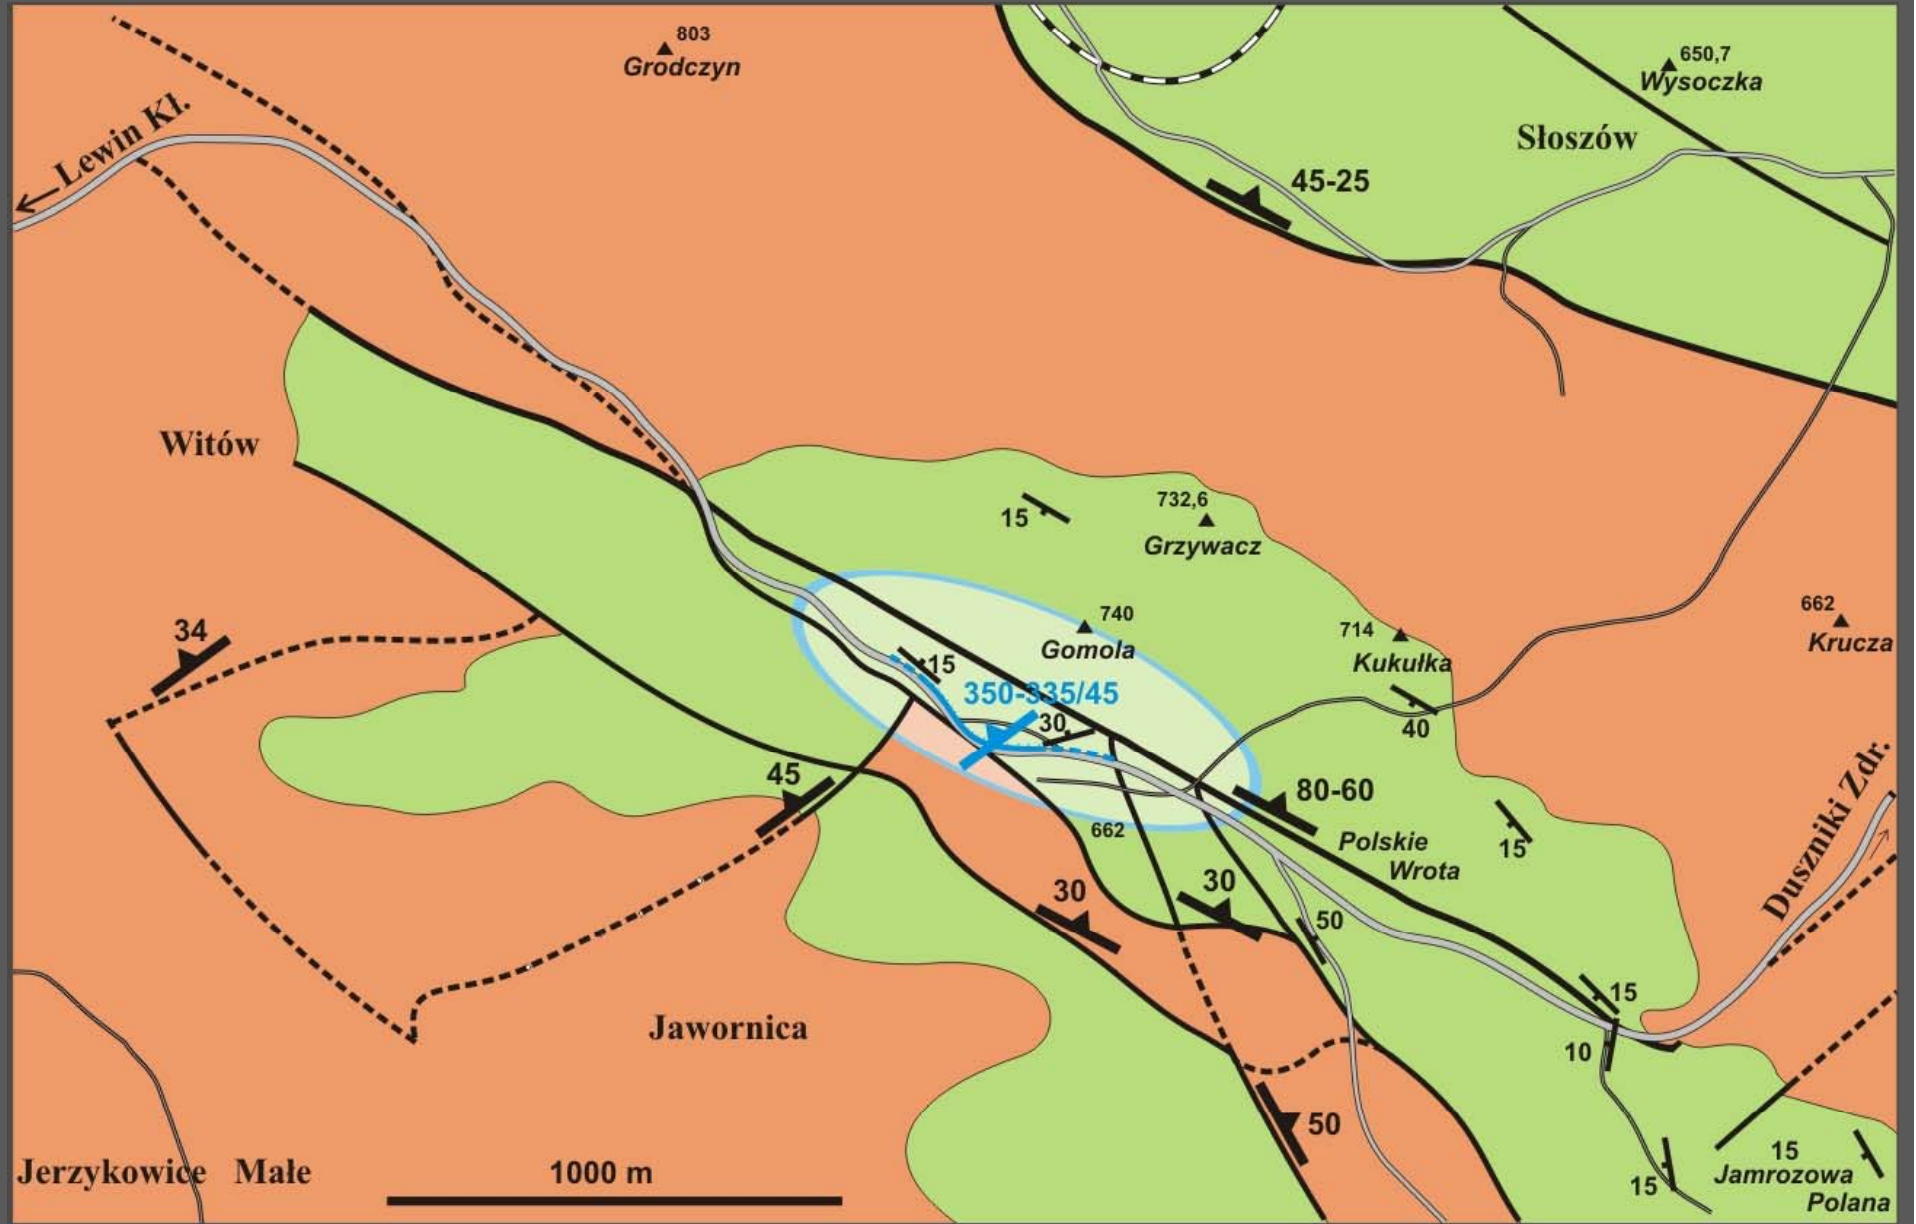 803
Grodczyn
650,7
Wysoczka
Słoszów
← Lewin Kł.
45-25
Witów
732,6
15
Grzywacz
34
740
Gomola
714
Kukułka
662
Krucza
15
350-335/45
30
40
45
80-60
662
Polskie
Wrota
15
Duszniki Zdr.
30
30
50
15
10
Jawornica
50
15
15
Jamrozowa
Polana
Jerzykowice Małe
1000 m